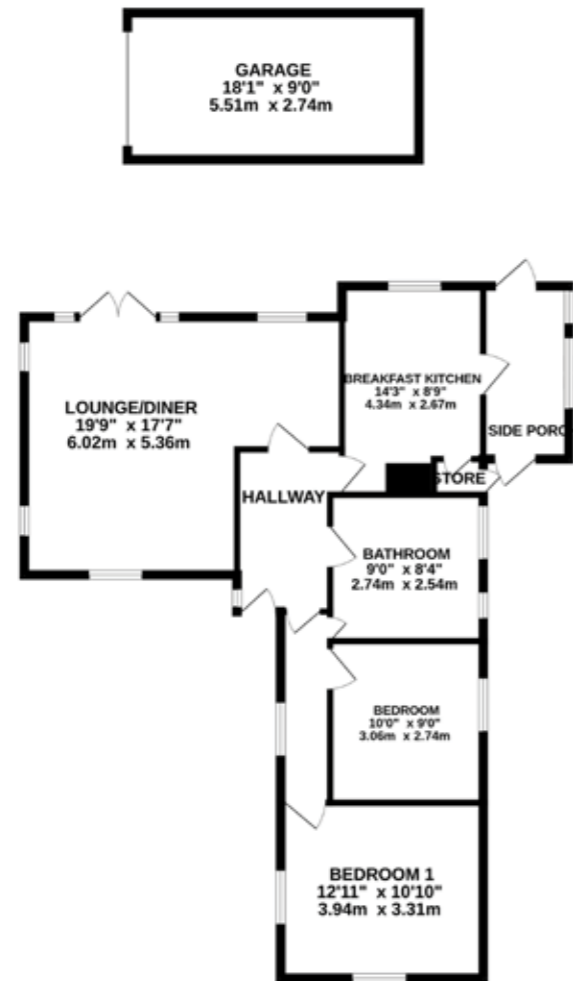 GARAGE
18'1" x 9'0"
5.51m x 2.74m
BREAKFAST KITCHEN
14'3" x 8'9"
4.34m x 2.67m
LOUNGE/DINER
19'9" x 17'7"
6.02m x 5.36m
SIDE PORC
STORE
HALLWAY
BATHROOM
9'0" x 8'4"
2.74m x 2.54m
BEDROOM
10'0" x 9'0"
3.06m x 2.74m
BEDROOM 1
12'11" x 10'10"
3.94m x 3.31m